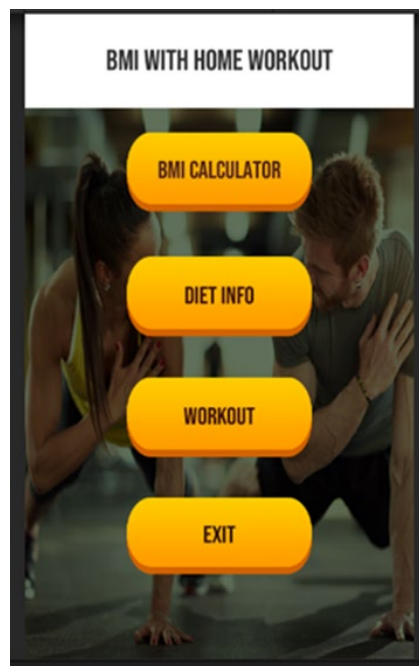 BMI WITH HOME WORKOUT
BMI CALCULATOR
DIET INFO
WORKOUT
EXIT